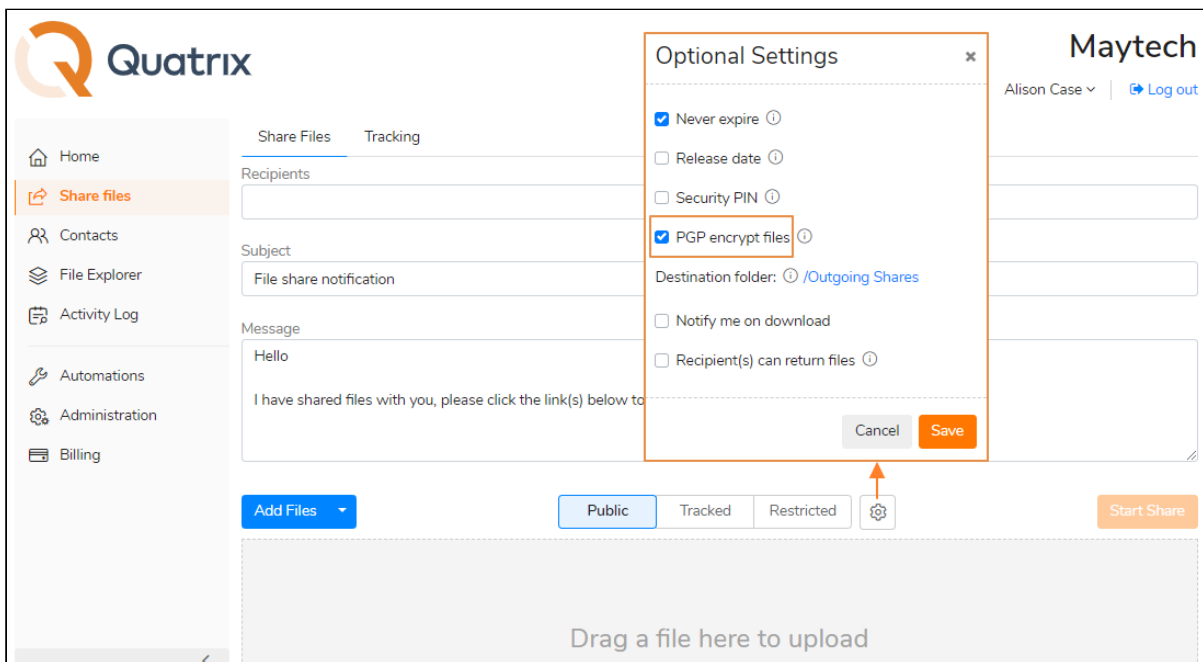 Quatrix
Maytech
Alison Case
Log out
Home
Share files
Contacts
File Explorer
Activity Log
Automations
Administration
Billing
Share Files Tracking
Recipients
Subject
File share notification
Message
Hello
I have shared files with you, please click the link(s) below to
Optional Settings
Never expire
Release date
Security PIN
PGP encrypt files
Destination folder: /Outgoing Shares
Notify me on download
Recipient(s) can return files
Cancel Save
Add Files Public Tracked Restricted Start Share
Drag a file here to upload